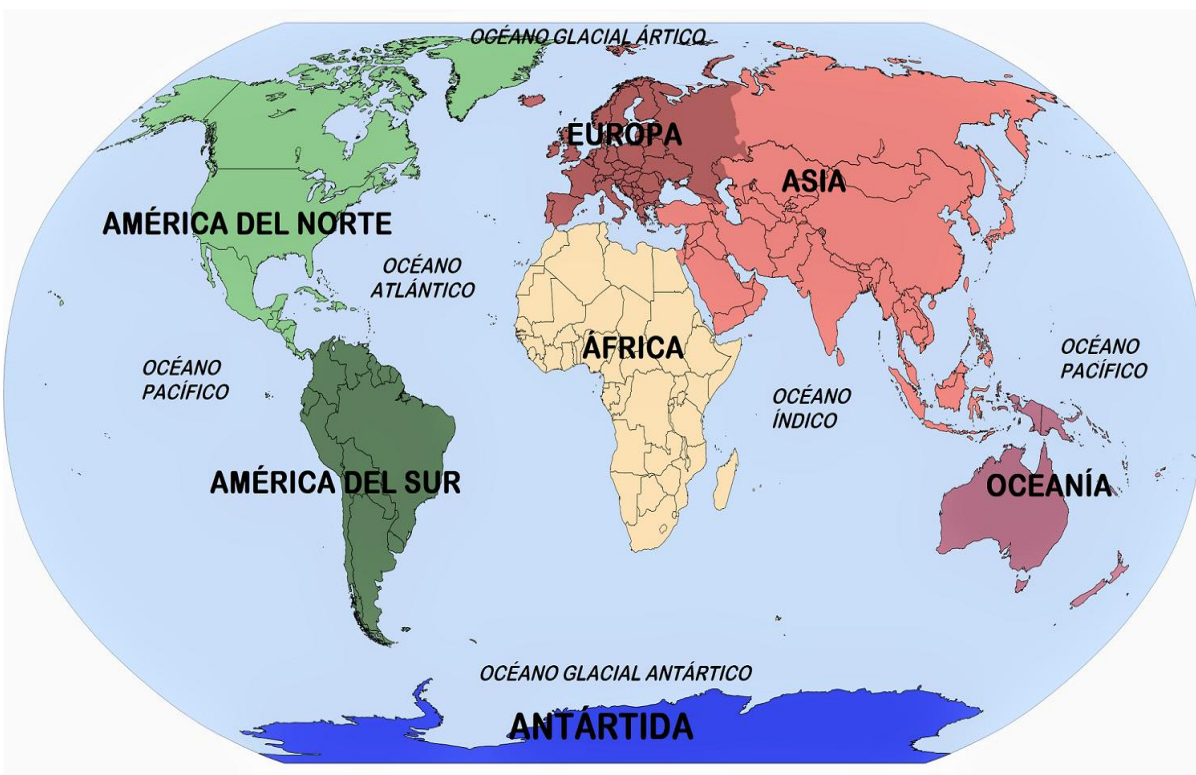 OCÉANO GLACIAL ÁRTICO
EUROPA
ASIA
AMÉRICA DEL NORTE
OCÉANO
ATLÁNTICO
ÁFRICA
OCÉANO
PACÍFICO
OCÉANO
PACÍFICO
OCÉANO
ÍNDICO
AMÉRICA DEL SUR
OCEANÍA
OCÉANO GLACIAL ANTÁRTICO
ANTÁRTIDA